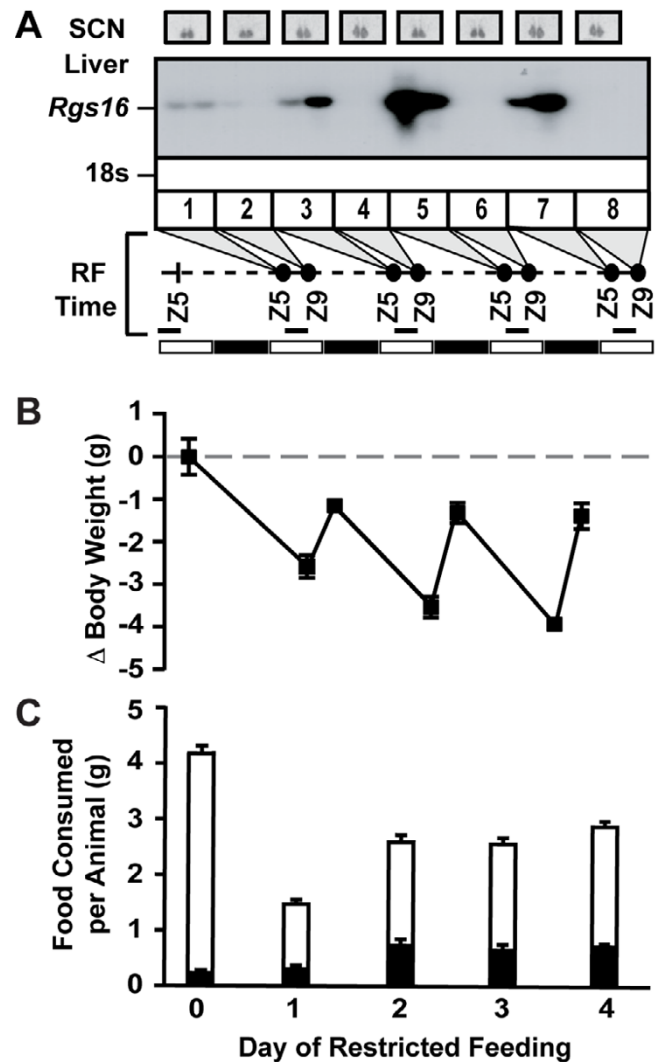 A SCN
Liver
Rgs16
18s
1 2 3 4 5 6 7 8
RF
Time
Z5 Z5 Z9 Z5 Z9 Z5 Z9 Z5 Z9
B
Δ Body Weight (g)
1
0
-1
-2
-3
-4
-5
C
Food Consumed
per Animal (g)
5
4
3
2
1
0
0 1 2 3 4
Day of Restricted Feeding